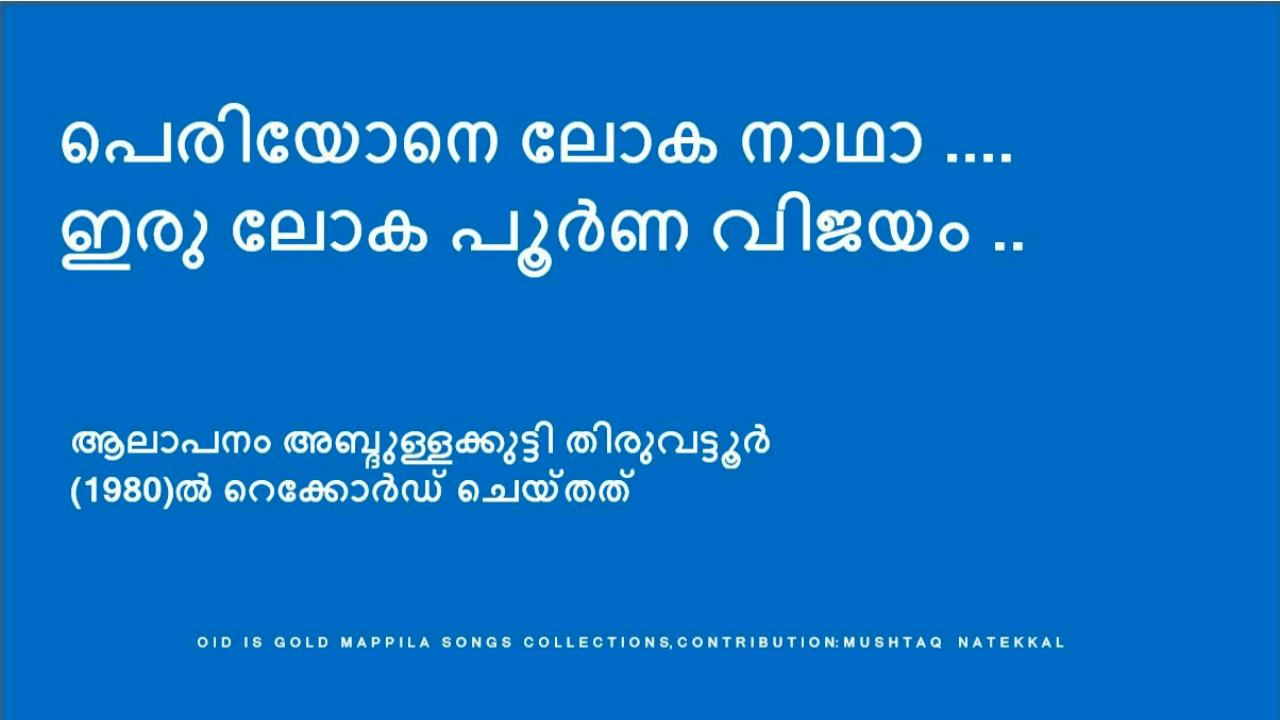 പെരിയോനെ ലോക നാഥാ ....
ഇരു ലോക പൂർണ വിജയം ..
ആലാപനം അബ്ദുള്ളക്കുട്ടി തിരുവട്ടൂർ
(1980)ൽ റെക്കോർഡ് ചെയ്തത്
OID IS GOLD MAPPILA SONGS COLLECTIONS,CONTRIBUTION:MUSHTAQ NATEKKAL